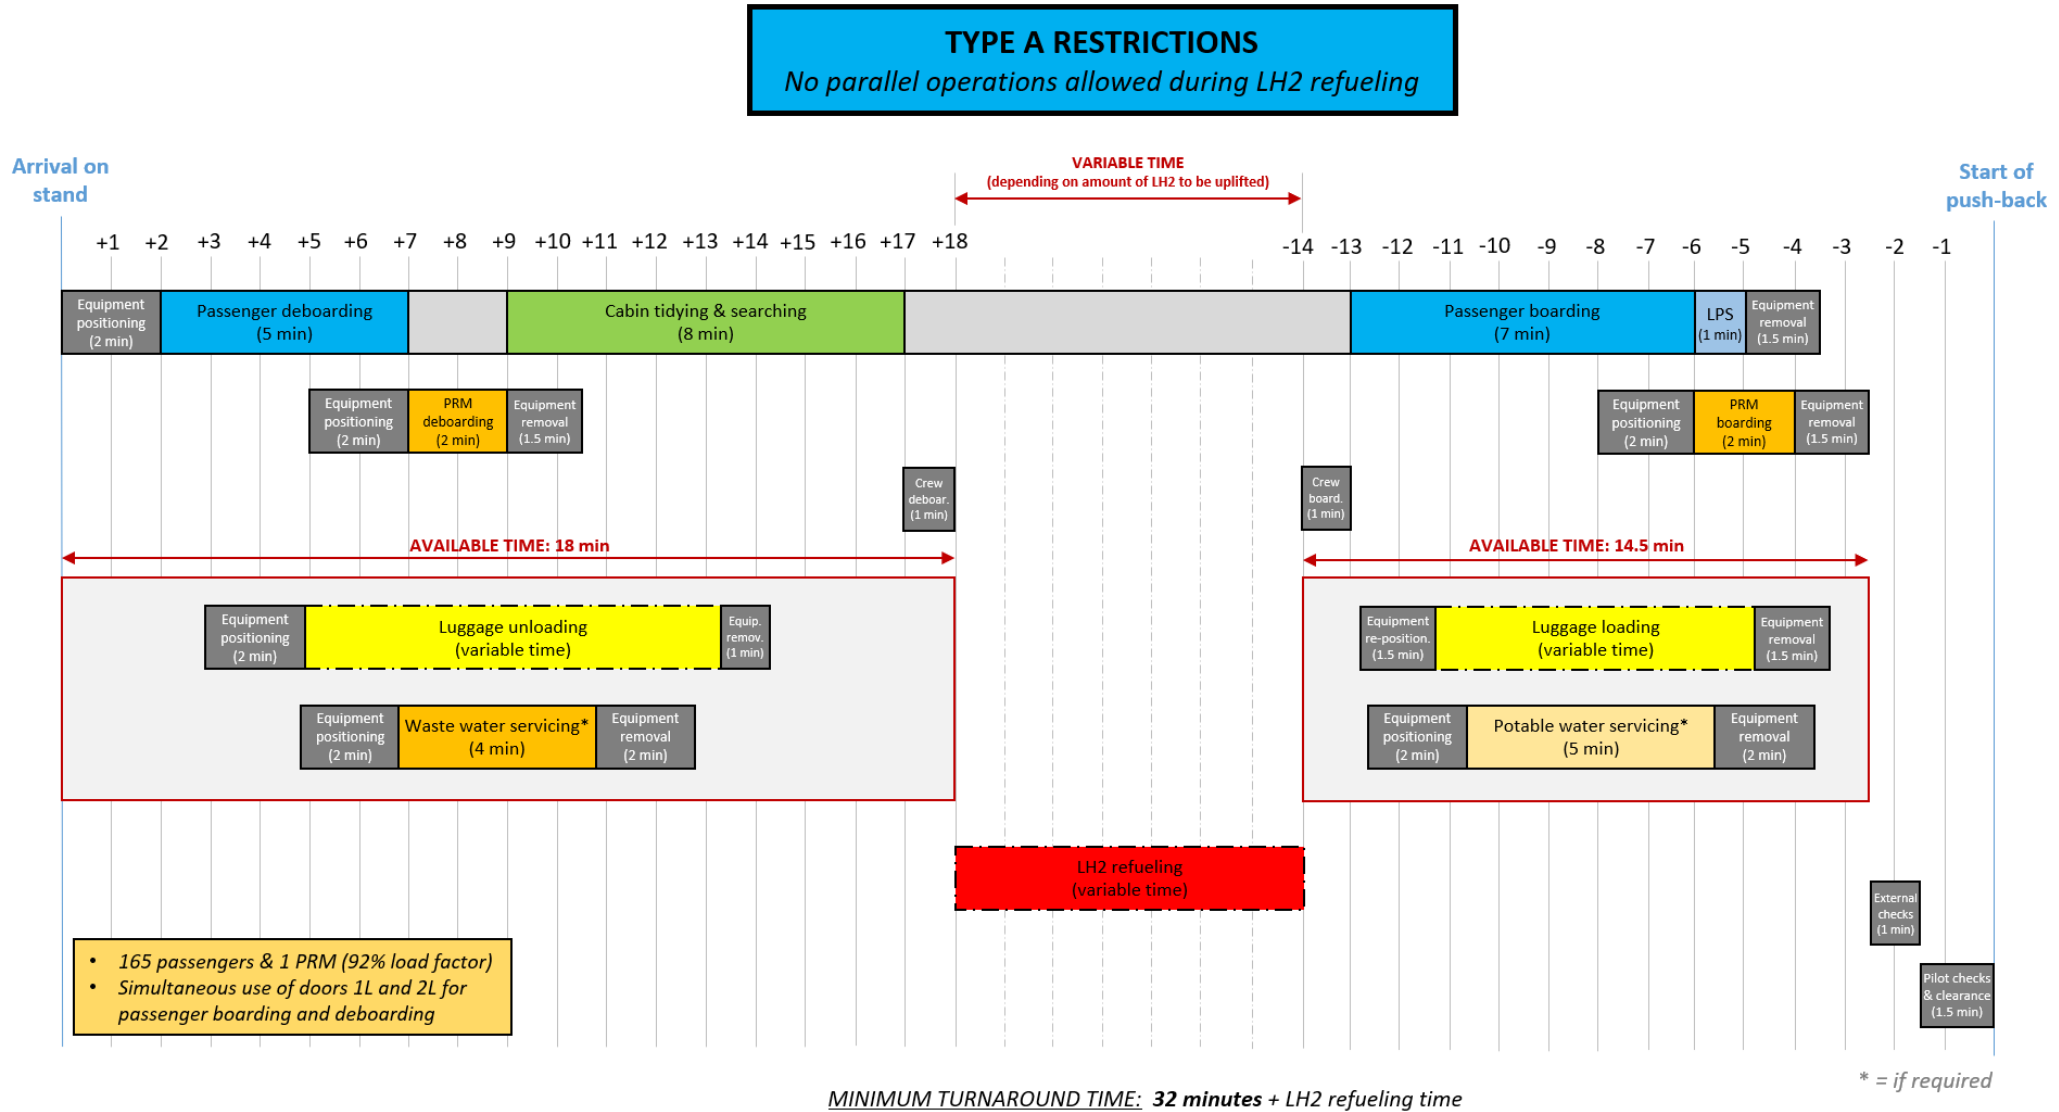 TYPE A RESTRICTIONS
No parallel operations allowed during LH2 refueling
Arrival on
stand
VARIABLE TIME
(depending on amount of LH2 to be uplifted)
Start of
push-back
+1 +2 +3 +4 +5 +6 +7 +8 +9 +10 +11 +12 +13 +14 +15 +16 +17 +18
-14 -13 -12 -11 -10 -9 -8 -7 -6 -5 -4 -3 -2 -1
Equipment
positioning
(2 min)
Passenger deboarding
(5 min)
Cabin tidying & searching
(8 min)
Passenger boarding
(7 min)
LPS
(1 min)
Equipment
removal
(1.5 min)
Equipment
positioning
(2 min)
PRM
deboarding
(2 min)
Equipment
removal
(1.5 min)
Equipment
positioning
(2 min)
PRM
boarding
(2 min)
Equipment
removal
(1.5 min)
Crew
deboar.
(1 min)
Crew
board.
(1 min)
AVAILABLE TIME: 18 min
AVAILABLE TIME: 14.5 min
Equipment
positioning
(2 min)
Luggage unloading
(variable time)
Equip.
remov.
(1 min)
Equipment
re-position.
(1.5 min)
Luggage loading
(variable time)
Equipment
removal
(1.5 min)
Equipment
positioning
(2 min)
Waste water servicing*
(4 min)
Equipment
removal
(2 min)
Equipment
positioning
(2 min)
Potable water servicing*
(5 min)
Equipment
removal
(2 min)
LH2 refueling
(variable time)
External
checks
(1 min)
Pilot checks
& clearance
(1.5 min)
• 165 passengers & 1 PRM (92% load factor)
• Simultaneous use of doors 1L and 2L for
passenger boarding and deboarding
* = if required
MINIMUM TURNAROUND TIME: 32 minutes + LH2 refueling time